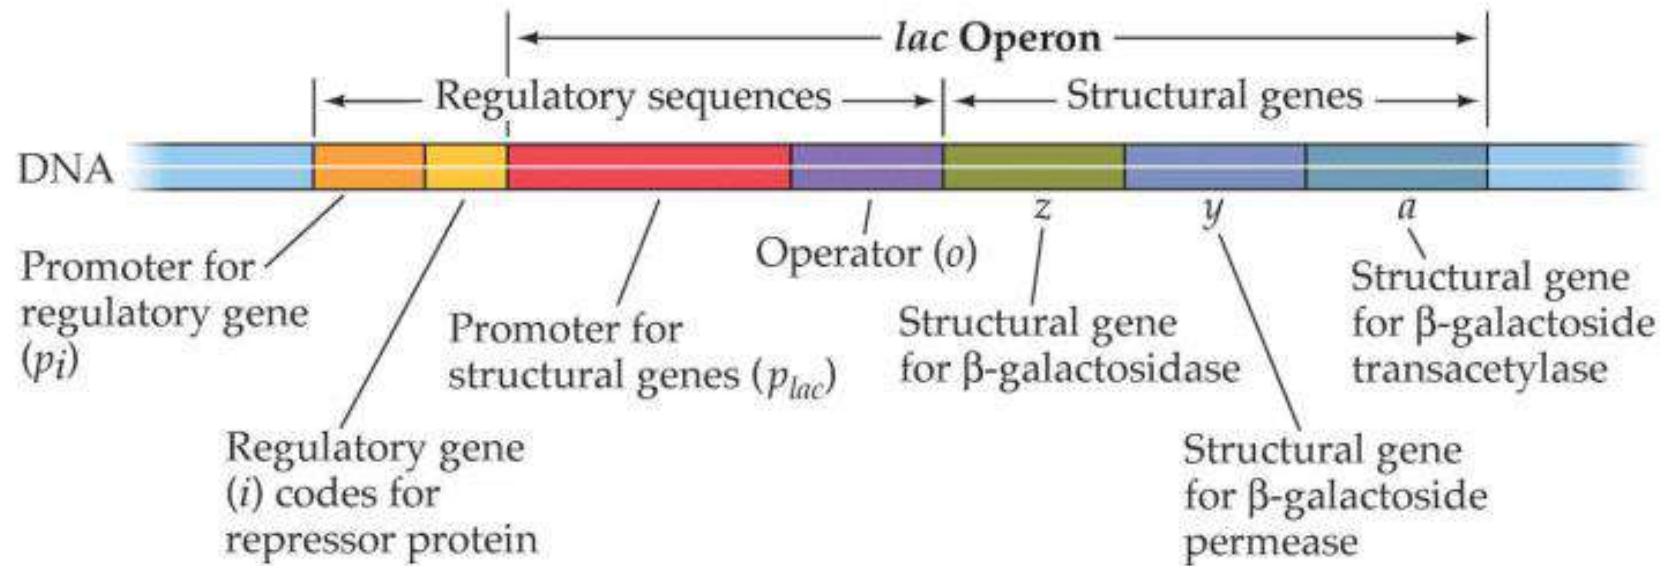 lac Operon
Regulatory sequences
Structural genes
DNA
z
y
a
Promoter for
regulatory gene
(pi)
Regulatory gene
(i) codes for
repressor protein
Promoter for
structural genes (plac)
Operator (o)
Structural gene
for β-galactosidase
Structural gene
for β-galactoside
permease
Structural gene
for β-galactoside
transacetylase